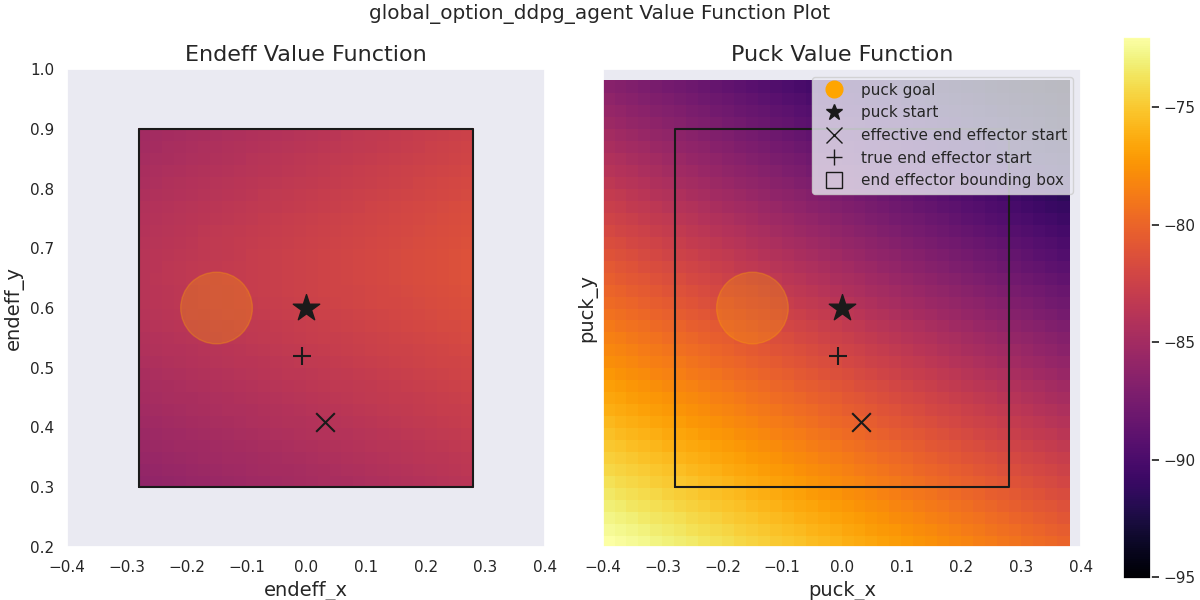 global_option_ddpg_agent Value Function Plot
Endeff Value Function
endeff_y
1.0
0.9
0.8
0.7
0.6
0.5
0.4
0.3
0.2
−0.4 −0.3 −0.2 −0.1 0.0 0.1 0.2 0.3 0.4
endeff_x
Puck Value Function
puck_y
puck goal
puck start
effective end effector start
true end effector start
end effector bounding box
−0.4 −0.3 −0.2 −0.1 0.0 0.1 0.2 0.3 0.4
puck_x
−75
−80
−85
−90
−95